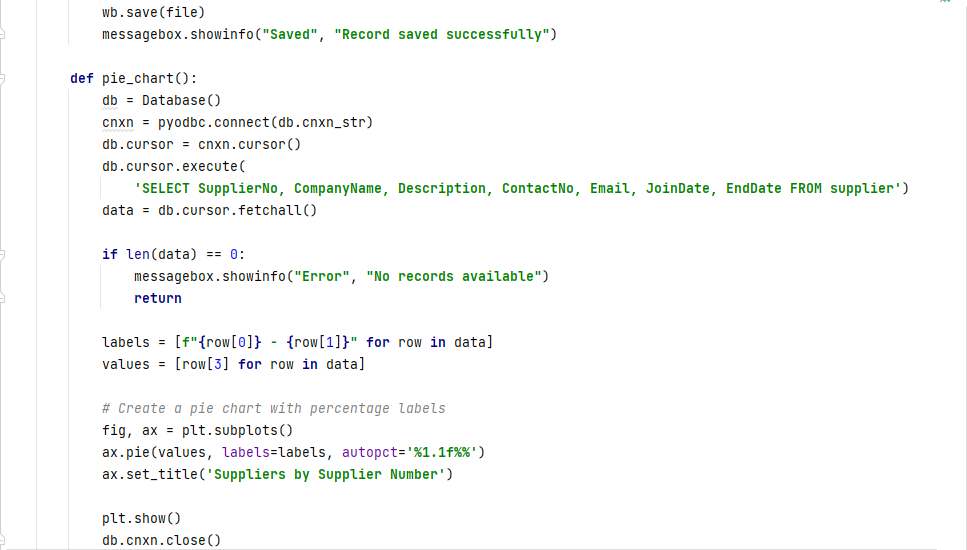 wb.save(file)
messagebox.showinfo("Saved", "Record saved successfully")
def pie_chart():
db = Database()
cnxn = pyodbc.connect(db.cnxn_str)
db.cursor = cnxn.cursor()
db.cursor.execute(
'SELECT SupplierNo, CompanyName, Description, ContactNo, Email, JoinDate, EndDate FROM supplier')
data = db.cursor.fetchall()
if len(data) == 0:
messagebox.showinfo("Error", "No records available")
return
labels = [f"{row[0]} - {row[1]}" for row in data]
values = [row[3] for row in data]
# Create a pie chart with percentage labels
fig, ax = plt.subplots()
ax.pie(values, labels=labels, autopct='%1.1f%%')
ax.set_title('Suppliers by Supplier Number')
plt.show()
db.cnxn.close()